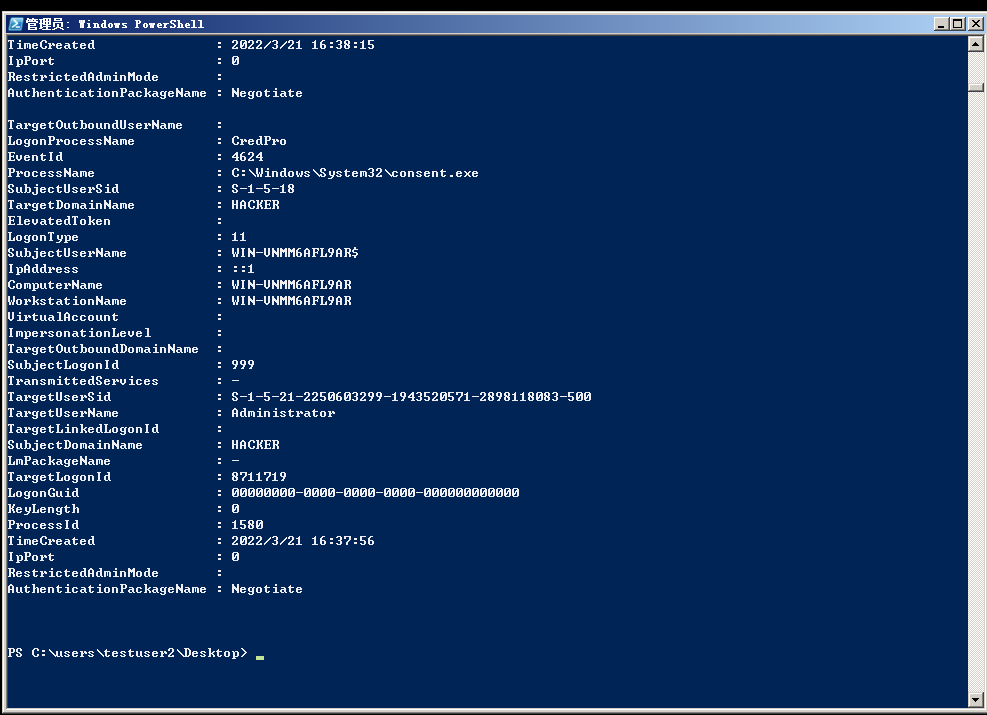 管理员: Windows PowerShell
TimeCreated : 2022/3/21 16:38:15
IpPort : 0
RestrictedAdminMode :
AuthenticationPackageName : Negotiate
TargetOutboundUserName :
LogonProcessName : CredPro
EventId : 4624
ProcessName : C:\Windows\System32\consent.exe
SubjectUserSid : S-1-5-18
TargetDomainName : HACKER
ElevatedToken :
LogonType : 11
SubjectUserName : WIN-VNMM6AFL9AR$
IpAddress : ::1
ComputerName : WIN-VNMM6AFL9AR
WorkstationName : WIN-VNMM6AFL9AR
VirtualAccount :
ImpersonationLevel :
TargetOutboundDomainName :
SubjectLogonId : 999
TransmittedServices : -
TargetUserSid : S-1-5-21-2250603299-1943520571-2898118083-500
TargetUserName : Administrator
TargetLinkedLogonId :
SubjectDomainName : HACKER
LmPackageName : -
TargetLogonId : 8711719
LogonGuid : 00000000-0000-0000-0000-000000000000
KeyLength : 0
ProcessId : 1580
TimeCreated : 2022/3/21 16:37:56
IpPort : 0
RestrictedAdminMode :
AuthenticationPackageName : Negotiate
PS C:\users\testuser2\Desktop>